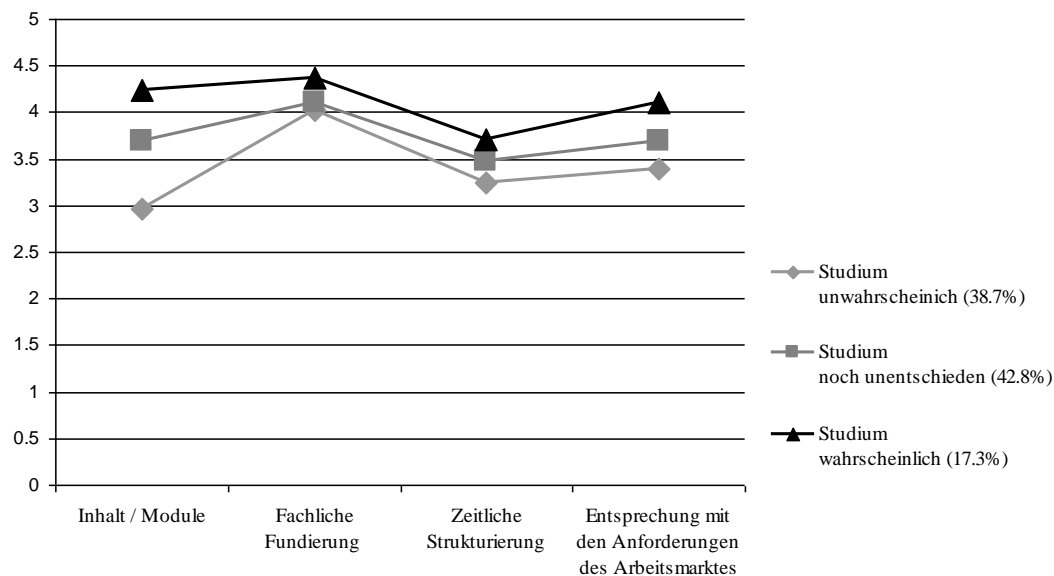 5
4.5
4
3.5
3
2.5
2
1.5
1
0.5
0
Inhalt / Module
Fachliche
Fundierung
Zeitliche
Strukturierung
Entsprechung mit
den Anforderungen
des Arbeitsmarktes
Studium
unwahrscheinich (38.7%)
Studium
noch unentschieden (42.8%)
Studium
wahrscheinlich (17.3%)